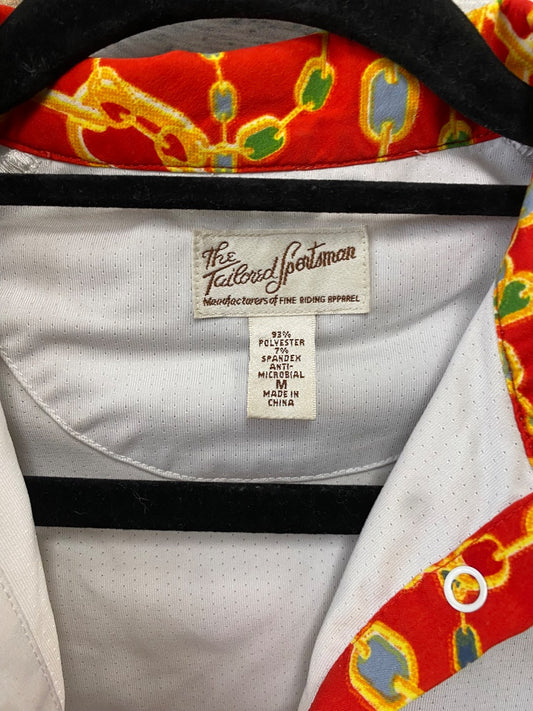 The
Tailored Sportsman
Manufacturers of FINE RIDING APPAREL
93%
POLYESTER
7%
SPANDEX
ANTI-
MICROBIAL
M
MADE IN
CHINA